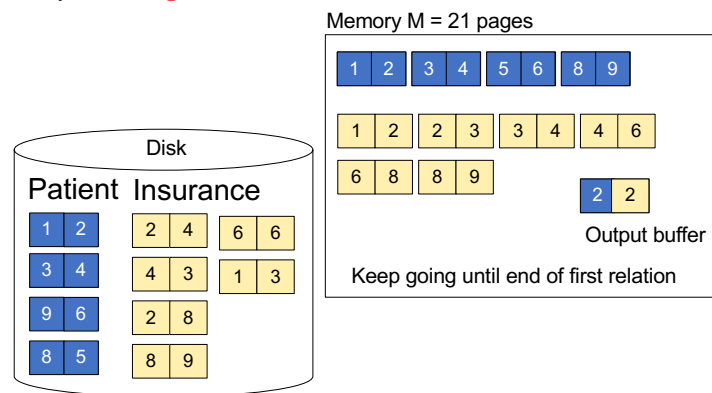 Memory M = 21 pages
1 2 3 4 5 6 8 9
1 2 2 3 3 4 4 6
6 8 8 9
2 2
Output buffer
Keep going until end of first relation
Disk
Patient Insurance
1 2 2 4 6 6
3 4 4 3 1 3
9 6 2 8
8 5 8 9